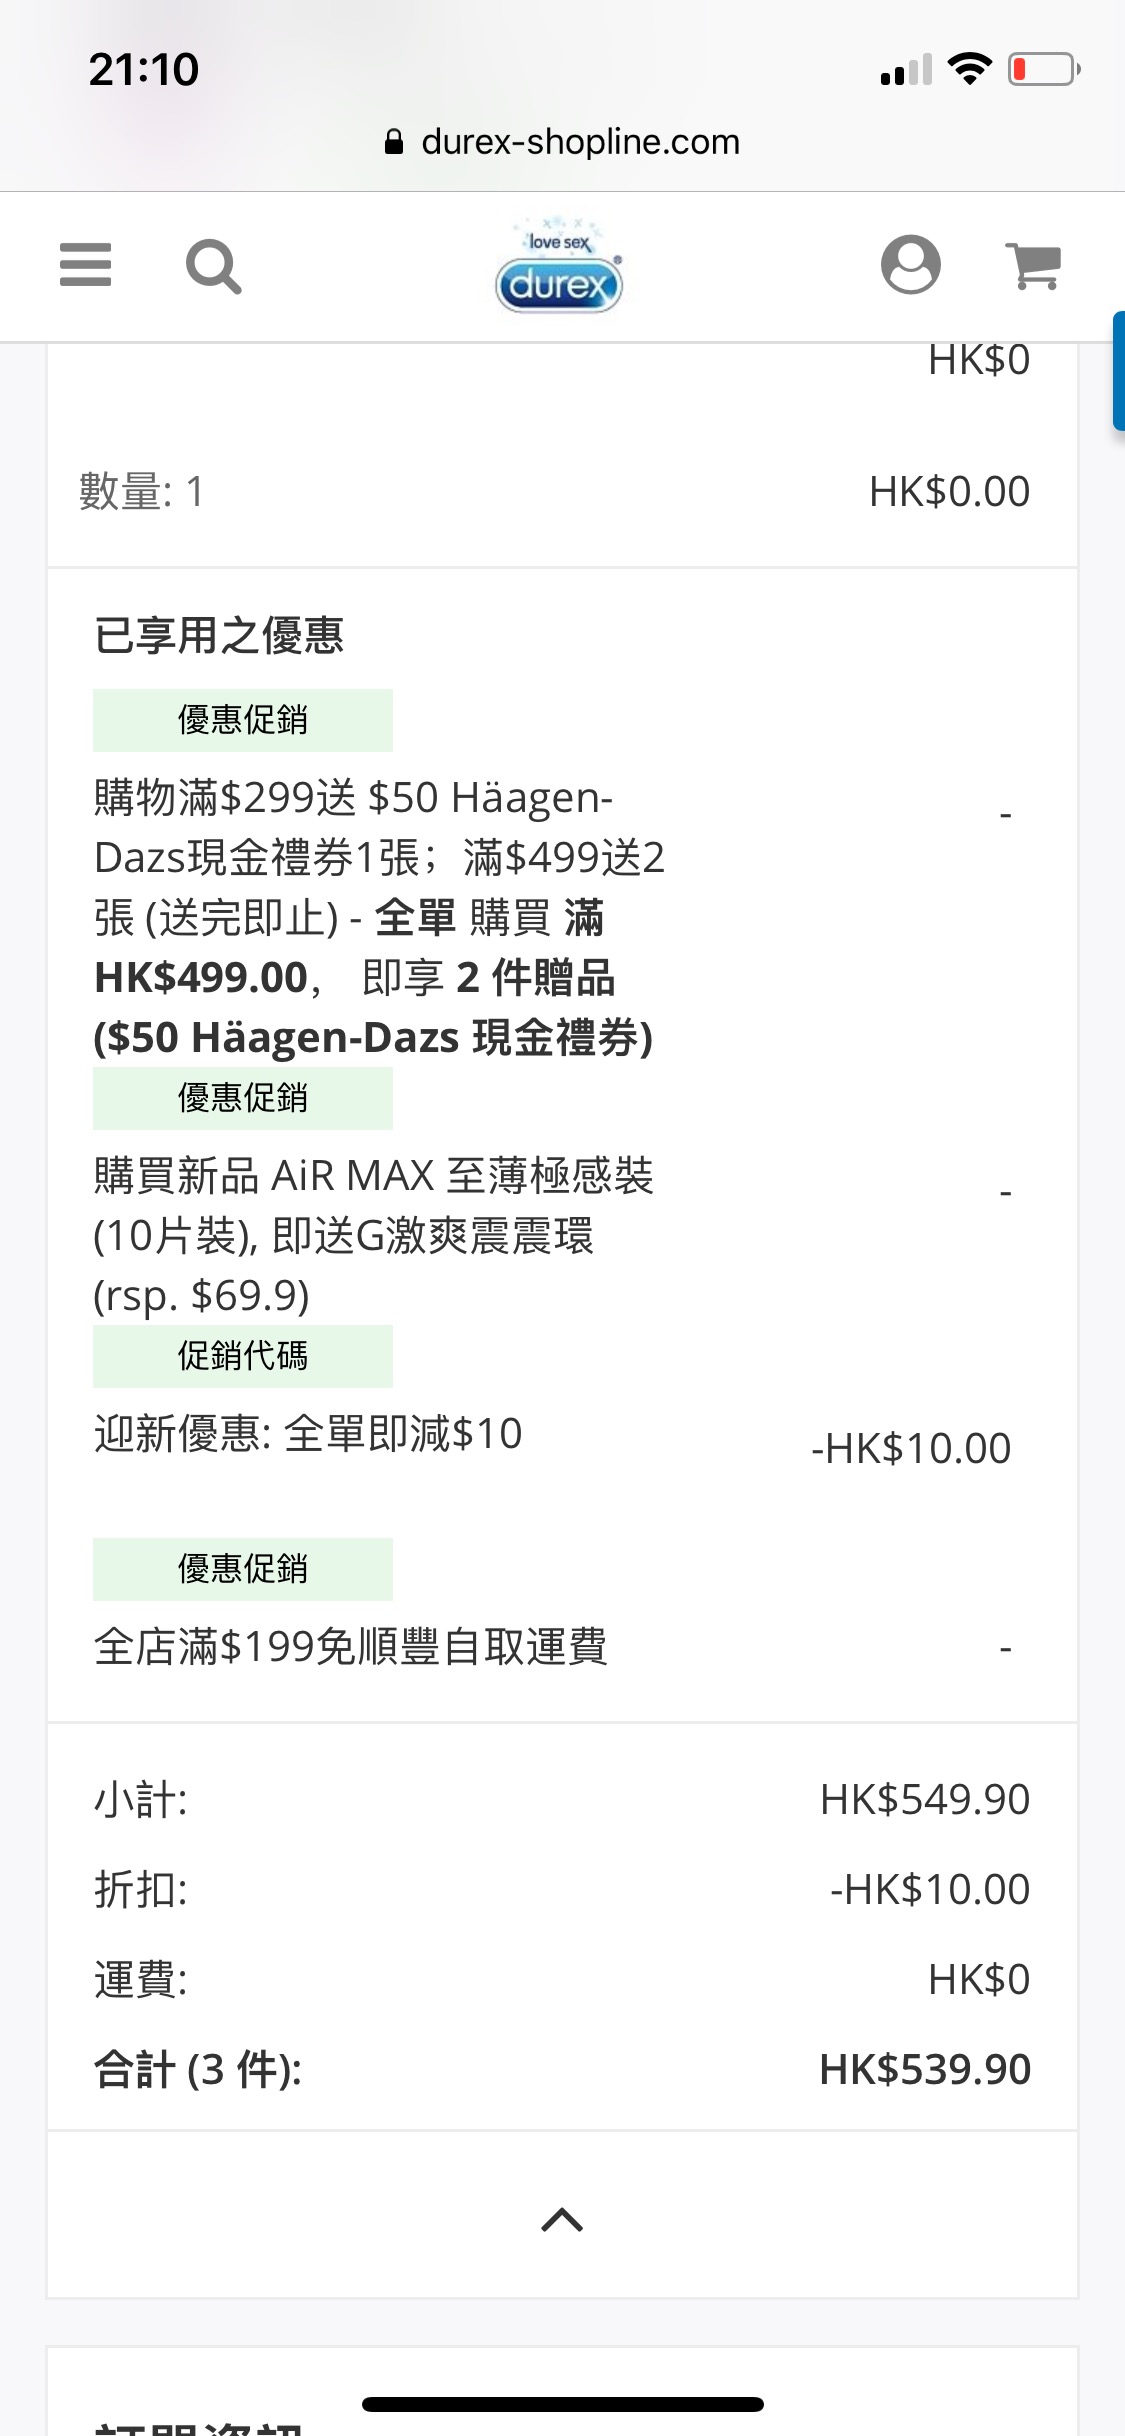 21:10
durex-shopline.com
love sex
durex®
HK$0
數量: 1
HK$0.00
已享用之優惠
優惠促銷
購物滿$299送 $50 Häagen-
Dazs現金禮券1張；滿$499送2
張 (送完即止) - 全單 購買 滿
HK$499.00， 即享 2 件贈品
($50 Häagen-Dazs 現金禮券)
-
優惠促銷
購買新品 AiR MAX 至薄極感裝
(10片裝), 即送G激爽震震環
(rsp. $69.9)
-
促銷代碼
迎新優惠: 全單即減$10
-HK$10.00
優惠促銷
全店滿$199免順豐自取運費
-
小計:
HK$549.90
折扣:
-HK$10.00
運費:
HK$0
合計 (3 件):
HK$539.90
訂單資訊